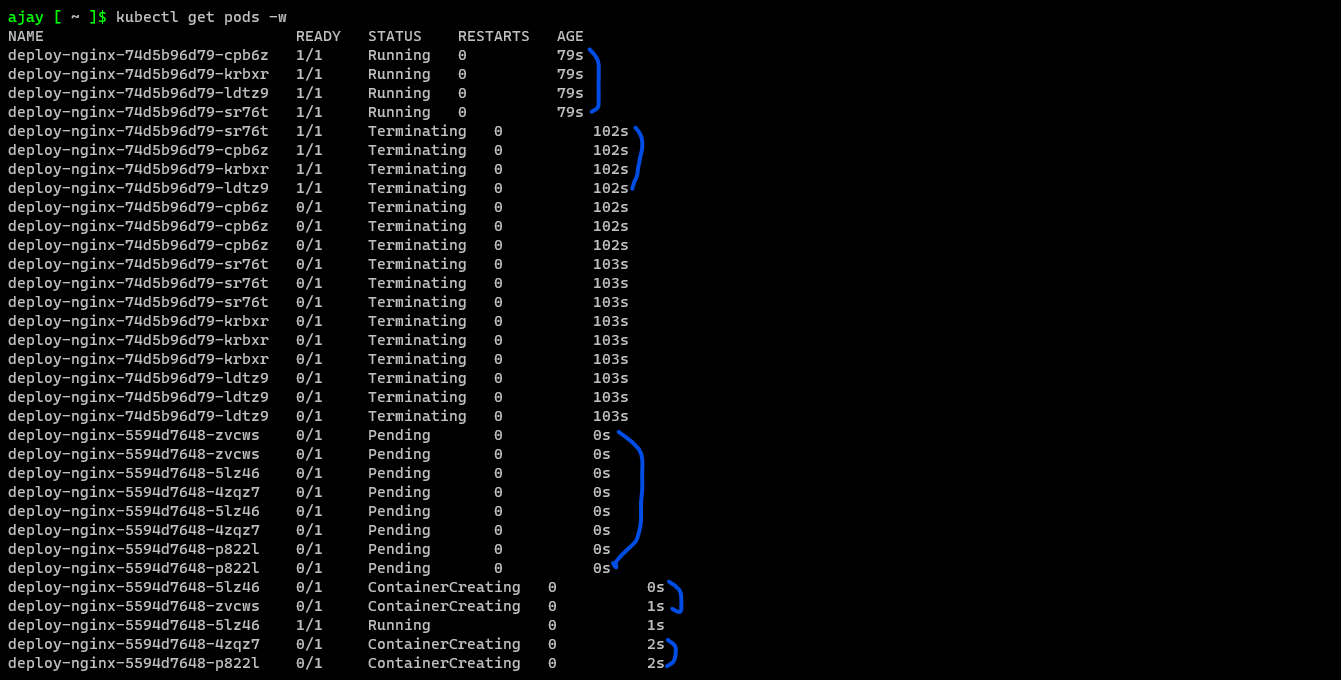 ajay [ ~ ]$ kubectl get pods -w
NAME READY STATUS RESTARTS AGE
deploy-nginx-74d5b96d79-cpb6z 1/1 Running 0 79s
deploy-nginx-74d5b96d79-krbxr 1/1 Running 0 79s
deploy-nginx-74d5b96d79-ldtz9 1/1 Running 0 79s
deploy-nginx-74d5b96d79-sr76t 1/1 Running 0 79s
deploy-nginx-74d5b96d79-sr76t 1/1 Terminating 0 102s
deploy-nginx-74d5b96d79-cpb6z 1/1 Terminating 0 102s
deploy-nginx-74d5b96d79-krbxr 1/1 Terminating 0 102s
deploy-nginx-74d5b96d79-ldtz9 1/1 Terminating 0 102s
deploy-nginx-74d5b96d79-cpb6z 0/1 Terminating 0 102s
deploy-nginx-74d5b96d79-cpb6z 0/1 Terminating 0 102s
deploy-nginx-74d5b96d79-cpb6z 0/1 Terminating 0 102s
deploy-nginx-74d5b96d79-sr76t 0/1 Terminating 0 103s
deploy-nginx-74d5b96d79-sr76t 0/1 Terminating 0 103s
deploy-nginx-74d5b96d79-sr76t 0/1 Terminating 0 103s
deploy-nginx-74d5b96d79-krbxr 0/1 Terminating 0 103s
deploy-nginx-74d5b96d79-krbxr 0/1 Terminating 0 103s
deploy-nginx-74d5b96d79-krbxr 0/1 Terminating 0 103s
deploy-nginx-74d5b96d79-ldtz9 0/1 Terminating 0 103s
deploy-nginx-74d5b96d79-ldtz9 0/1 Terminating 0 103s
deploy-nginx-74d5b96d79-ldtz9 0/1 Terminating 0 103s
deploy-nginx-5594d7648-zvcws 0/1 Pending 0 0s
deploy-nginx-5594d7648-zvcws 0/1 Pending 0 0s
deploy-nginx-5594d7648-5lz46 0/1 Pending 0 0s
deploy-nginx-5594d7648-4zqz7 0/1 Pending 0 0s
deploy-nginx-5594d7648-5lz46 0/1 Pending 0 0s
deploy-nginx-5594d7648-4zqz7 0/1 Pending 0 0s
deploy-nginx-5594d7648-p822l 0/1 Pending 0 0s
deploy-nginx-5594d7648-p822l 0/1 Pending 0 0s
deploy-nginx-5594d7648-5lz46 0/1 ContainerCreating 0 0s
deploy-nginx-5594d7648-zvcws 0/1 ContainerCreating 0 1s
deploy-nginx-5594d7648-5lz46 1/1 Running 0 1s
deploy-nginx-5594d7648-4zqz7 0/1 ContainerCreating 0 2s
deploy-nginx-5594d7648-p822l 0/1 ContainerCreating 0 2s